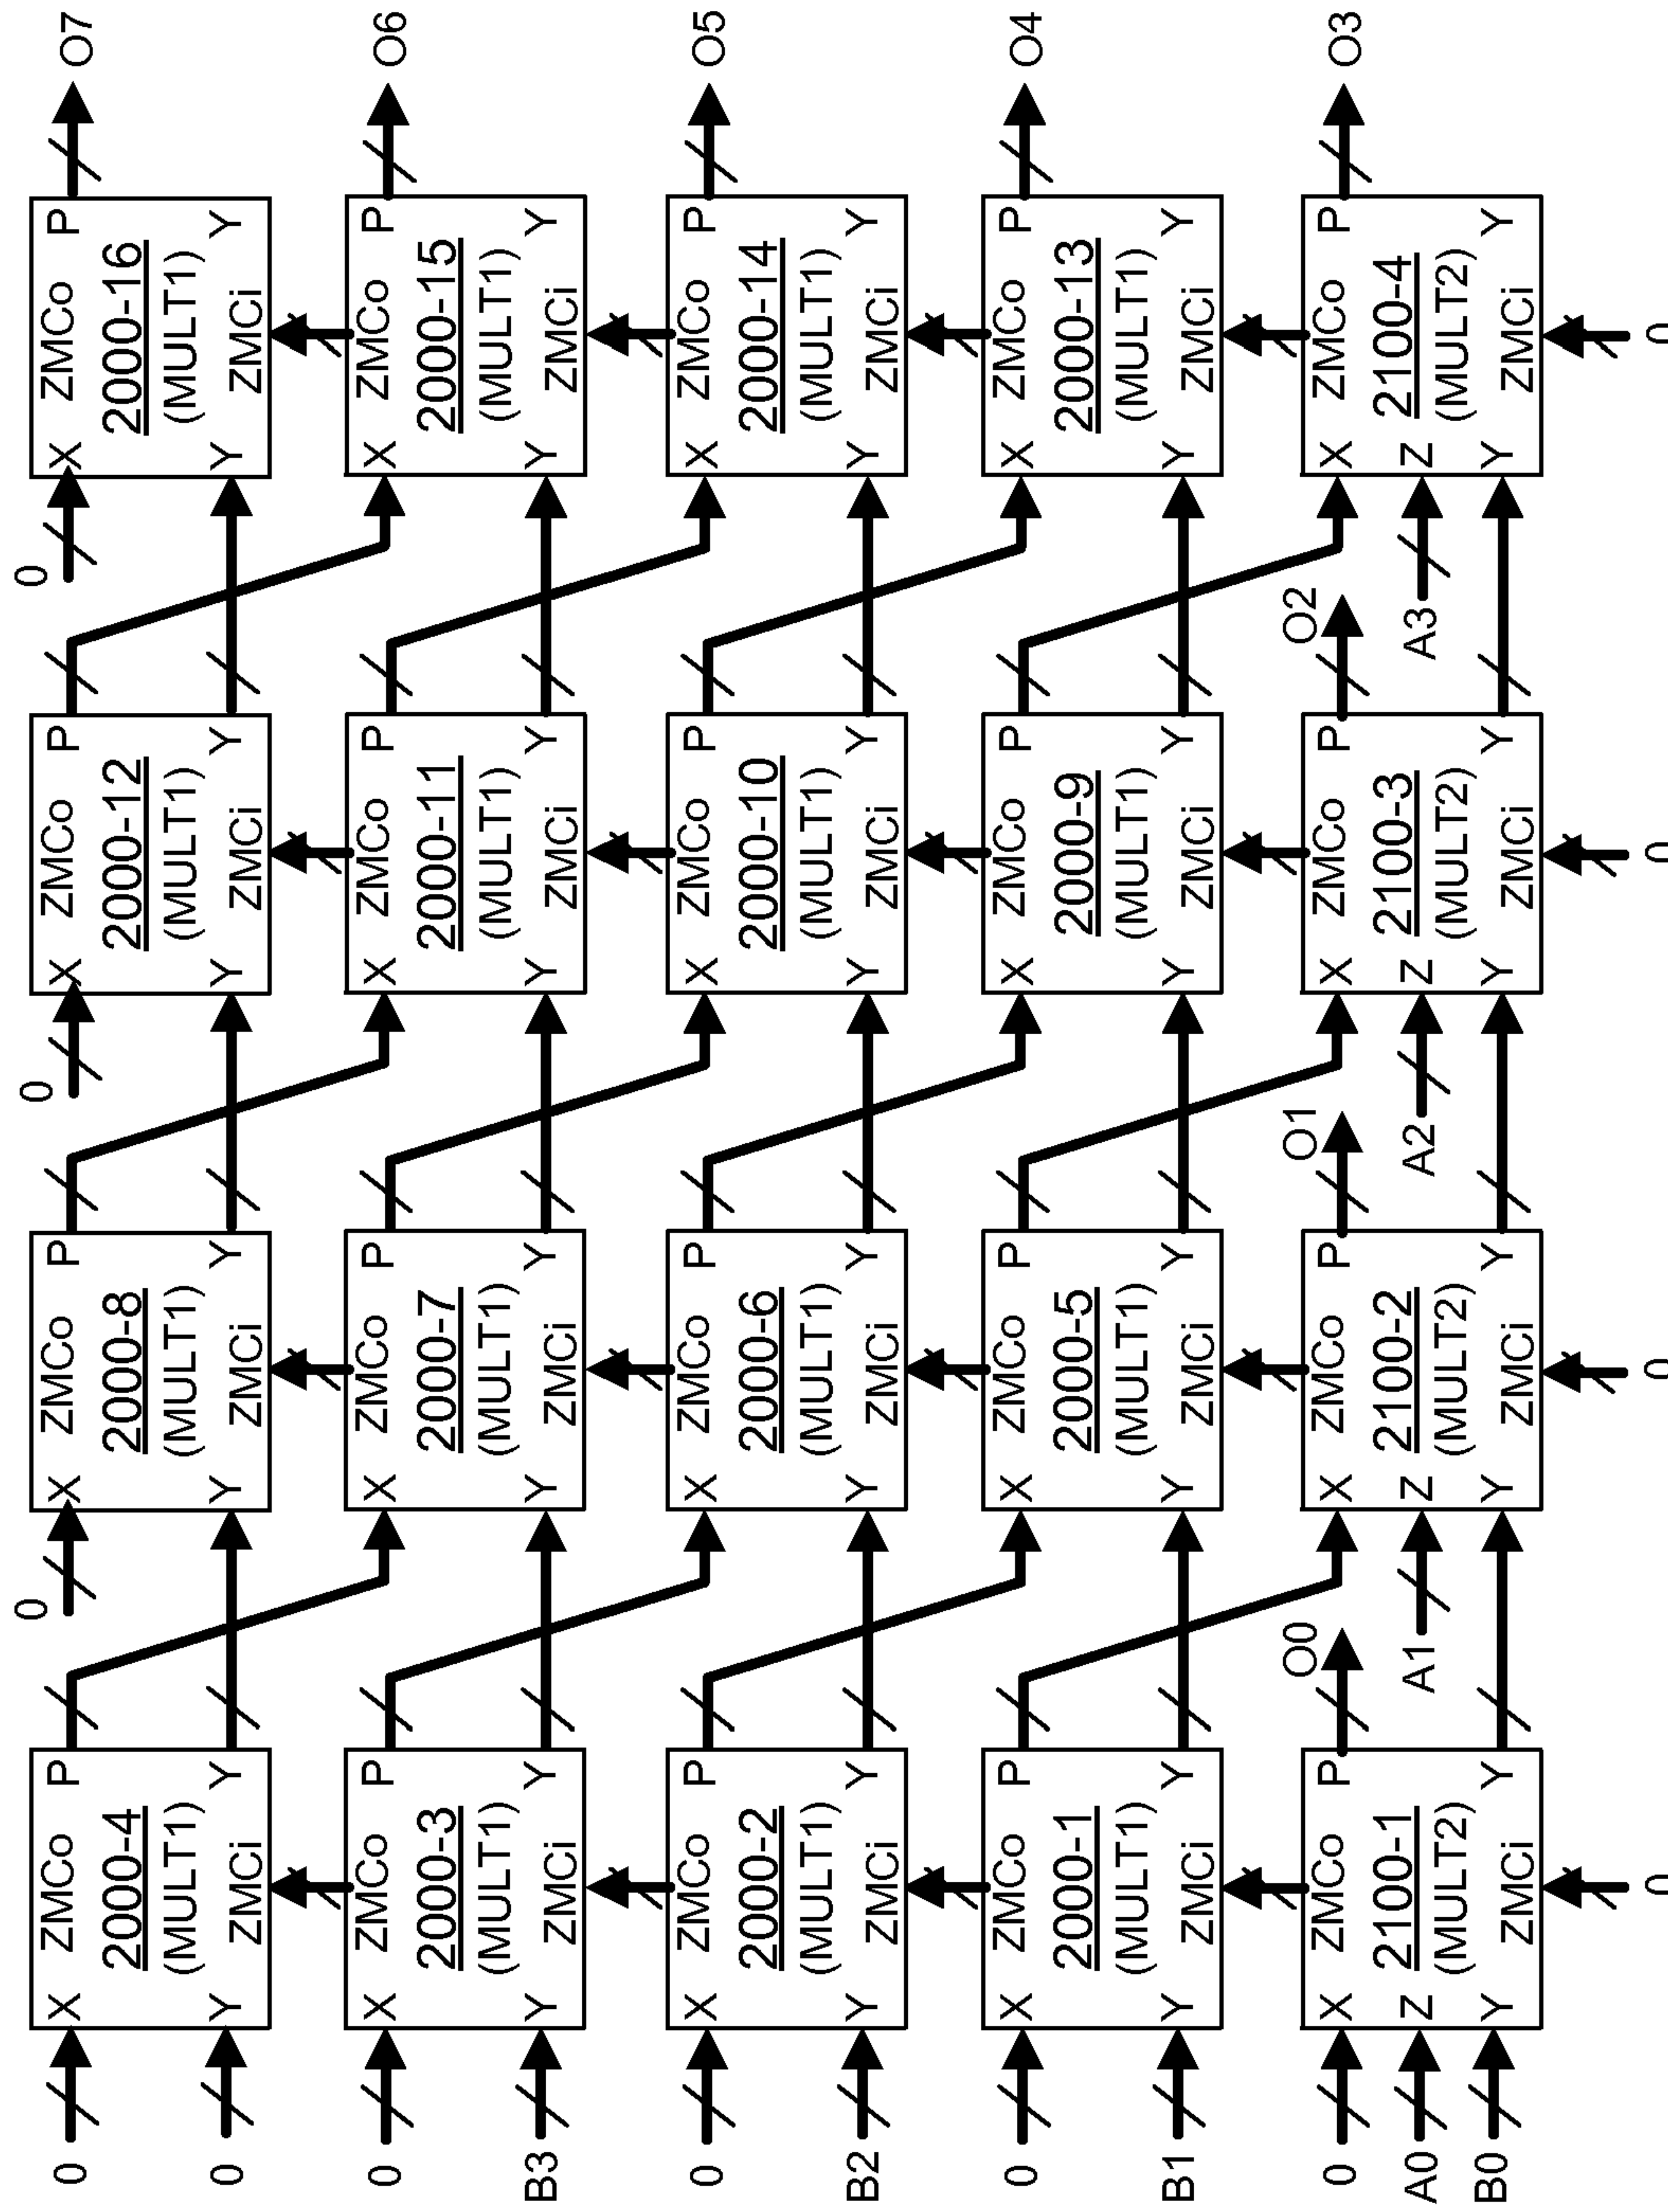 0 0 0
0 X ZMCo P X ZMCo P X ZMCo P X ZMCo P O7
2000-4 2000-8 2000-12 2000-16
(MULT1) (MULT1) (MULT1) (MULT1)
0 Y Y Y Y Y Y Y Y
ZMCi ZMCi ZMCi ZMCi
0 X ZMCo P X ZMCo P X ZMCo P X ZMCo P O6
2000-3 2000-7 2000-11 2000-15
(MULT1) (MULT1) (MULT1) (MULT1)
B3 Y Y Y Y Y Y Y Y
ZMCi ZMCi ZMCi ZMCi
0 X ZMCo P X ZMCo P X ZMCo P X ZMCo P O5
2000-2 2000-6 2000-10 2000-14
(MULT1) (MULT1) (MULT1) (MULT1)
B2 Y Y Y Y Y Y Y Y
ZMCi ZMCi ZMCi ZMCi
0 X ZMCo P X ZMCo P X ZMCo P X ZMCo P O4
2000-1 2000-5 2000-9 2000-13
(MULT1) (MULT1) (MULT1) (MULT1)
B1 Y Y Y Y Y Y Y Y
ZMCi ZMCi ZMCi ZMCi
O0 O1 O2
0 X ZMCo P X ZMCo P X ZMCo P X ZMCo P O3
2100-1 2100-2 2100-3 2100-4
A0 Z A1 Z A2 Z A3 Z
(MULT2) (MULT2) (MULT2) (MULT2)
B0 Y Y Y Y Y Y Y Y
ZMCi ZMCi ZMCi ZMCi
0 0 0 0